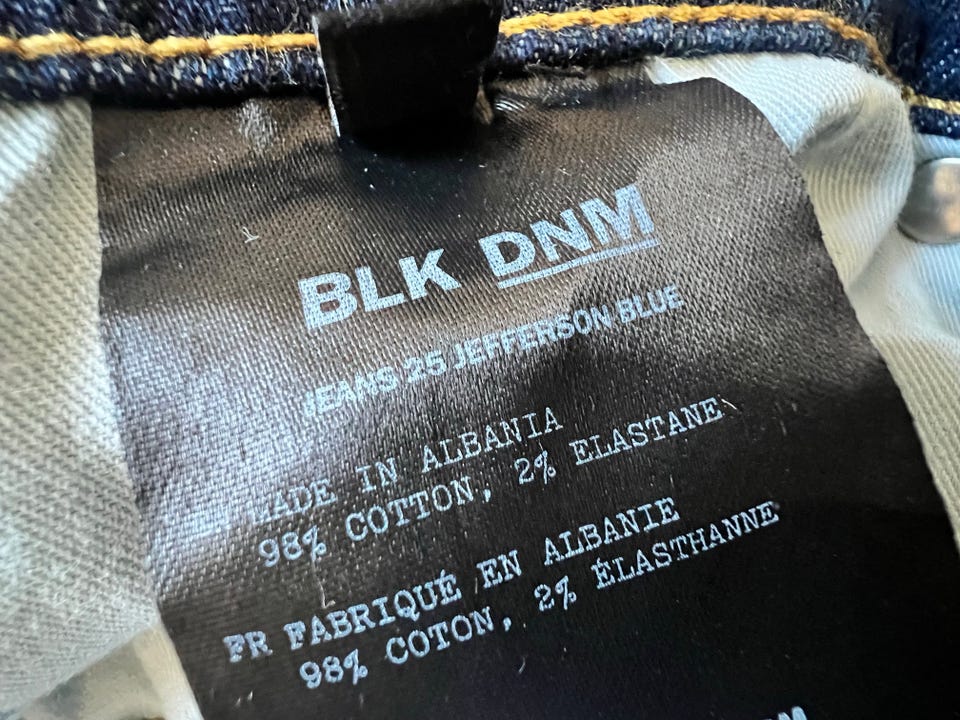 BLK DNM
JEANS 25 JEFFERSON BLUE
MADE IN ALBANIA
98% COTTON, 2% ELASTANE
FR FABRIQUÉ EN ALBANIE
98% COTON, 2% ÉLASTHANNE